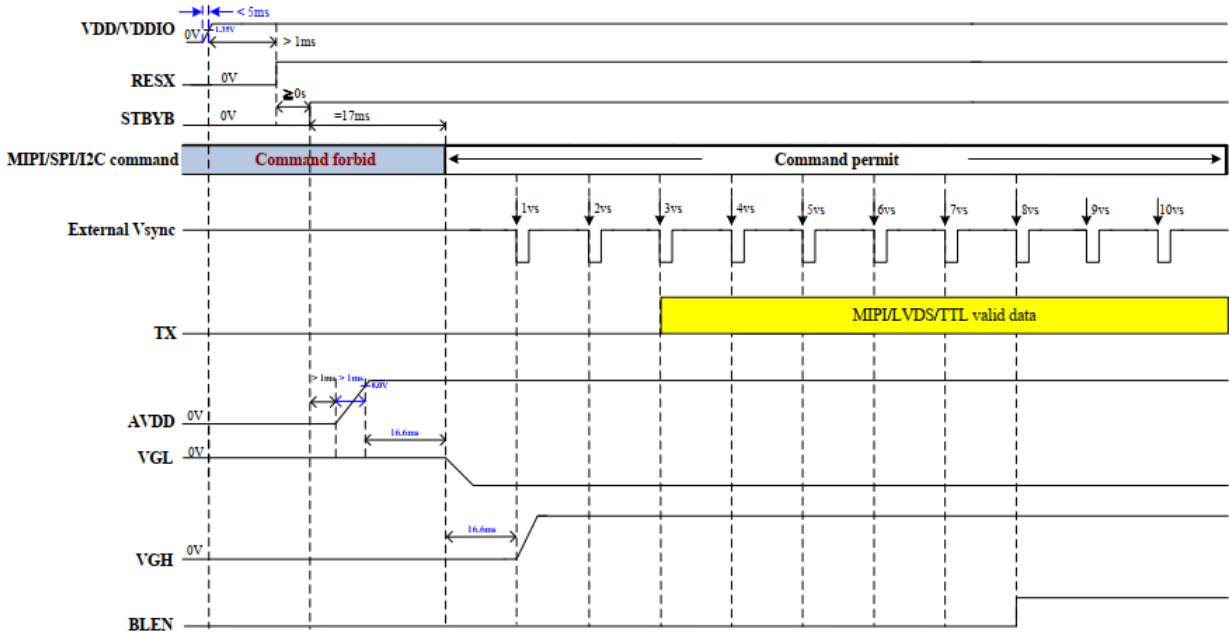 < 5ms
VDD/VDDIO 0V 1.35V > 1ms
RESX 0V
≧0s
STBYB 0V =17ms
MIPI/SPI/I2C command Command forbid Command permit
1vs 2vs 3vs 4vs 5vs 6vs 7vs 8vs 9vs 10vs
External Vsync
MIPI/LVDS/TTL valid data
TX
> 1ms > 1ms 8.0V
AVDD 0V
16.6ms
VGL 0V
16.6ms
VGH 0V
BLEN